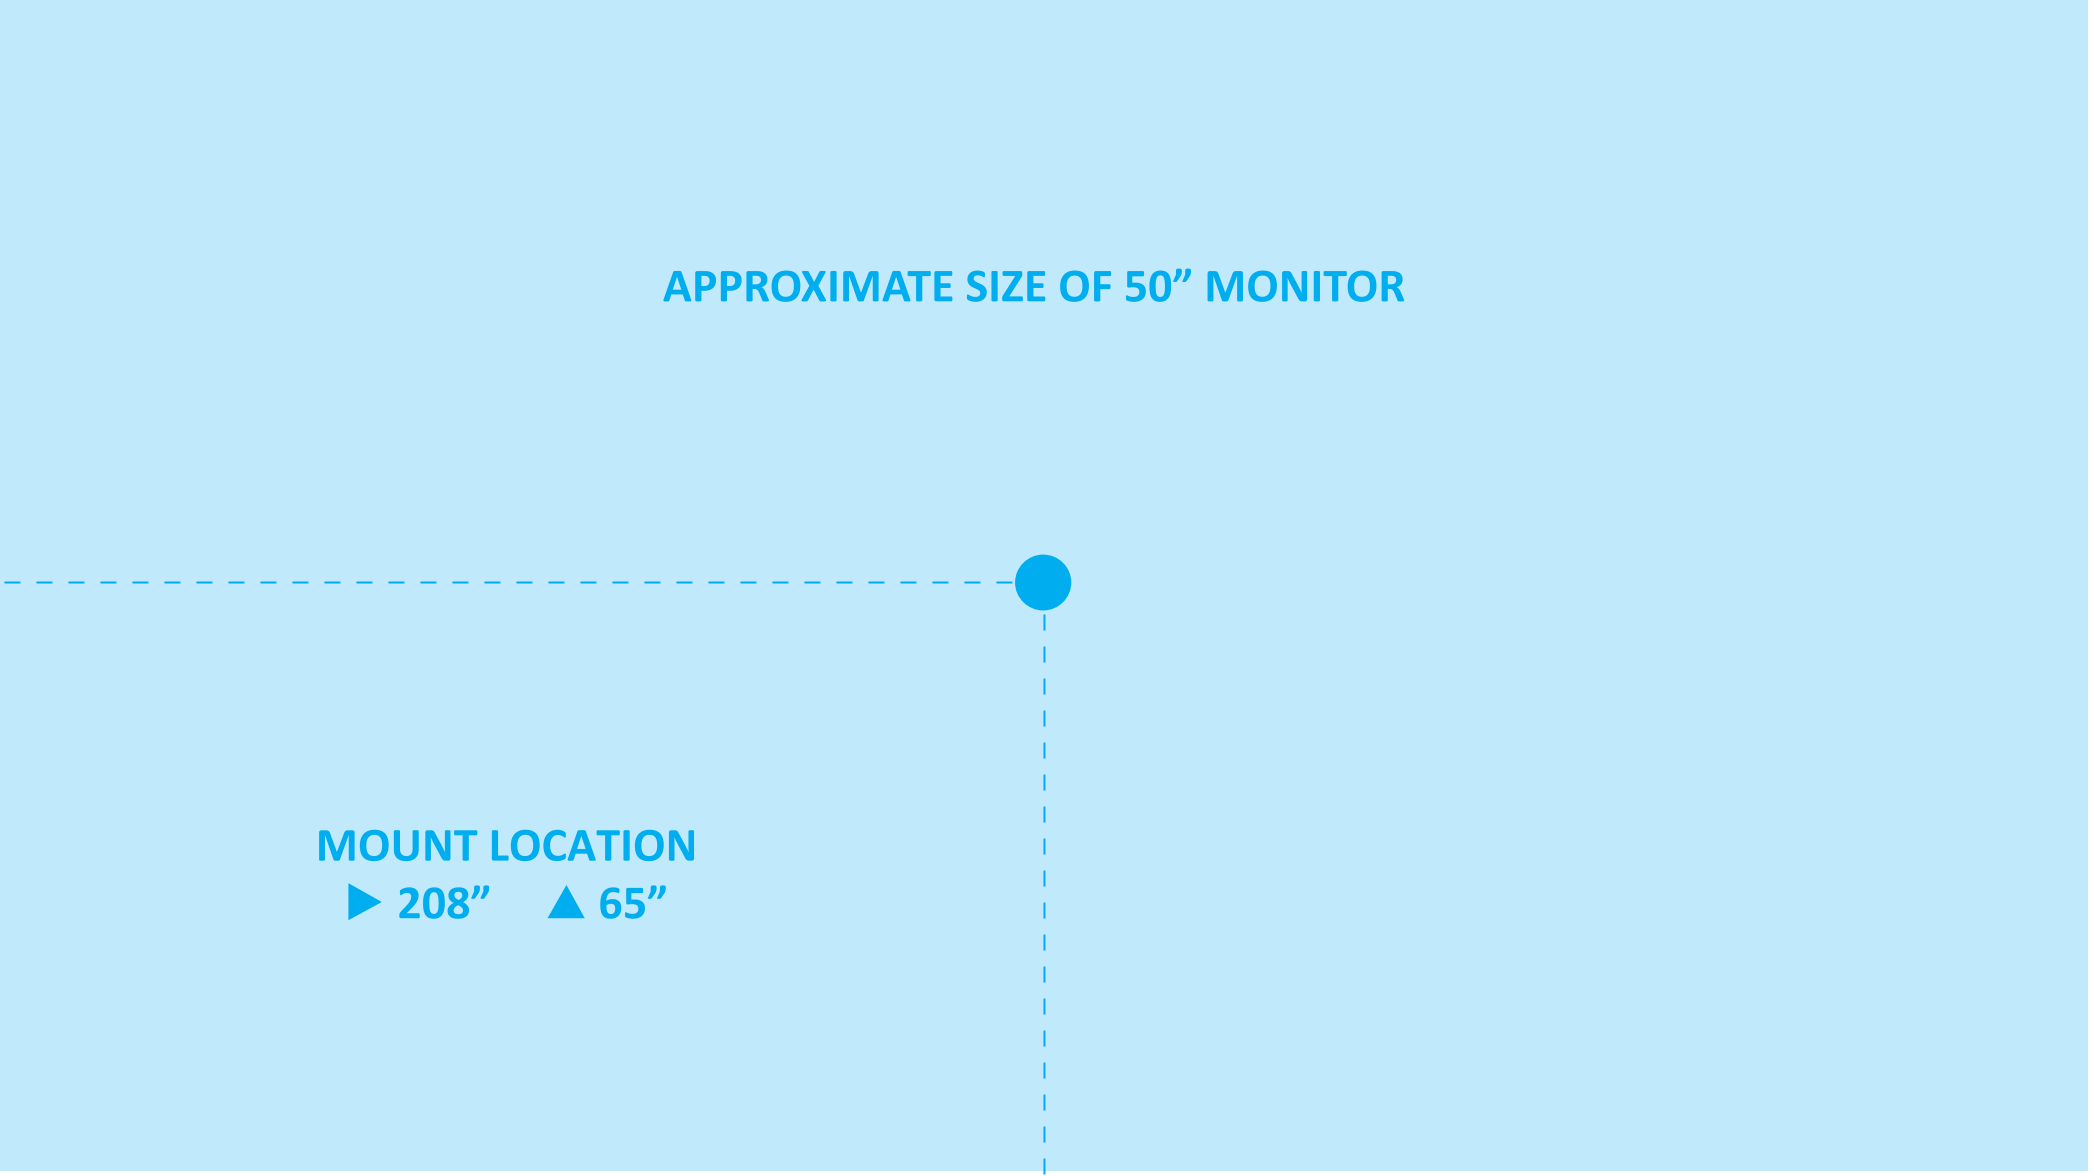 APPROXIMATE SIZE OF 50” MONITOR
MOUNT LOCATION
▶ 208” ▲ 65”